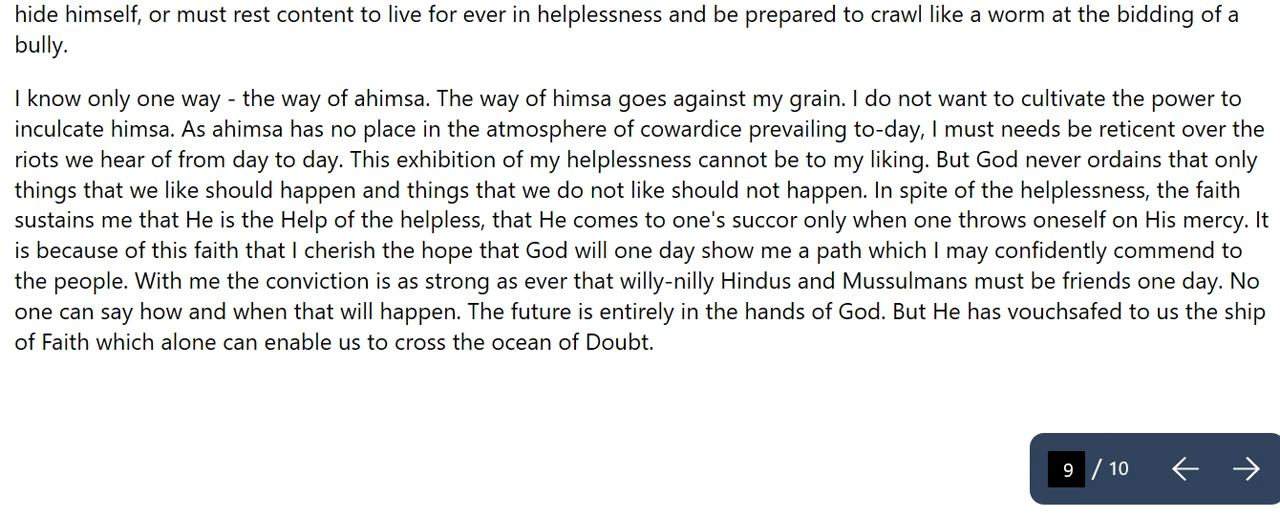 hide himself, or must rest content to live for ever in helplessness and be prepared to crawl like a worm at the bidding of a
bully.
I know only one way - the way of ahimsa. The way of himsa goes against my grain. I do not want to cultivate the power to
inculcate himsa. As ahimsa has no place in the atmosphere of cowardice prevailing to-day, I must needs be reticent over the
riots we hear of from day to day. This exhibition of my helplessness cannot be to my liking. But God never ordains that only
things that we like should happen and things that we do not like should not happen. In spite of the helplessness, the faith
sustains me that He is the Help of the helpless, that He comes to one's succor only when one throws oneself on His mercy. It
is because of this faith that I cherish the hope that God will one day show me a path which I may confidently commend to
the people. With me the conviction is as strong as ever that willy-nilly Hindus and Mussulmans must be friends one day. No
one can say how and when that will happen. The future is entirely in the hands of God. But He has vouchsafed to us the ship
of Faith which alone can enable us to cross the ocean of Doubt.
9 / 10